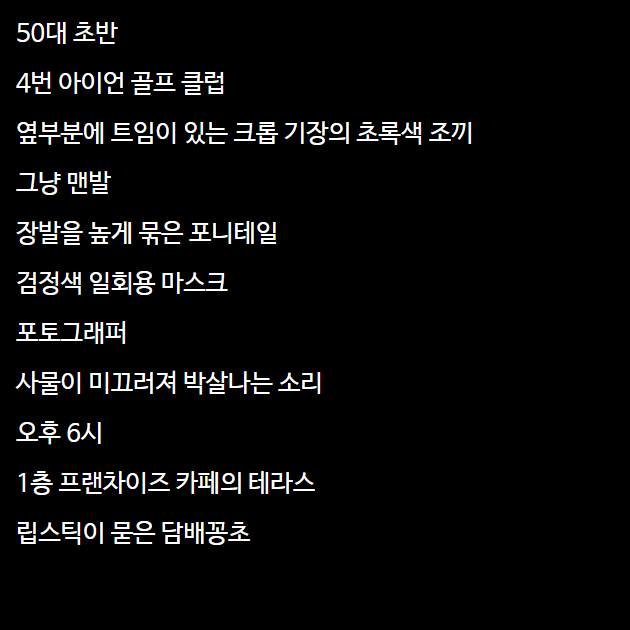 50대 초반
4번 아이언 골프 클럽
옆부분에 트임이 있는 크롭 기장의 초록색 조끼
그냥 맨발
장발을 높게 묶은 포니테일
검정색 일회용 마스크
포토그래퍼
사물이 미끄러져 박살나는 소리
오후 6시
1층 프랜차이즈 카페의 테라스
립스틱이 묻은 담배꽁초